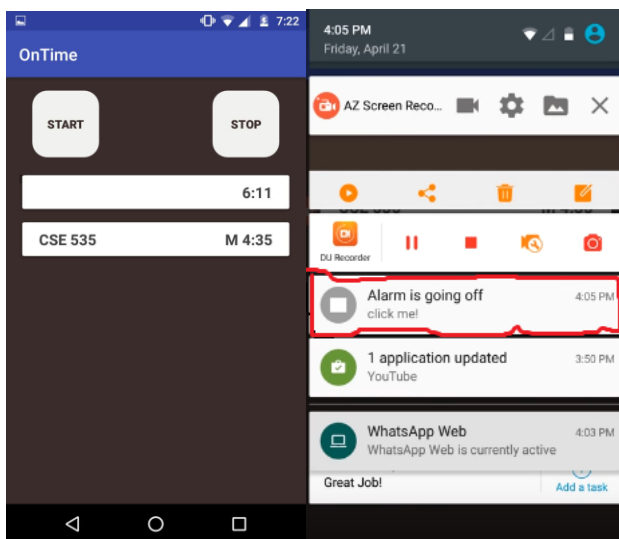 7:22
OnTime
START
STOP
6:11
CSE 535
M 4:35
4:05 PM
Friday, April 21
AZ Screen Reco...
DU Recorder
Alarm is going off
4:05 PM
click me!
1 application updated
3:50 PM
YouTube
WhatsApp Web
4:03 PM
WhatsApp Web is currently active
Great Job!
Add a task